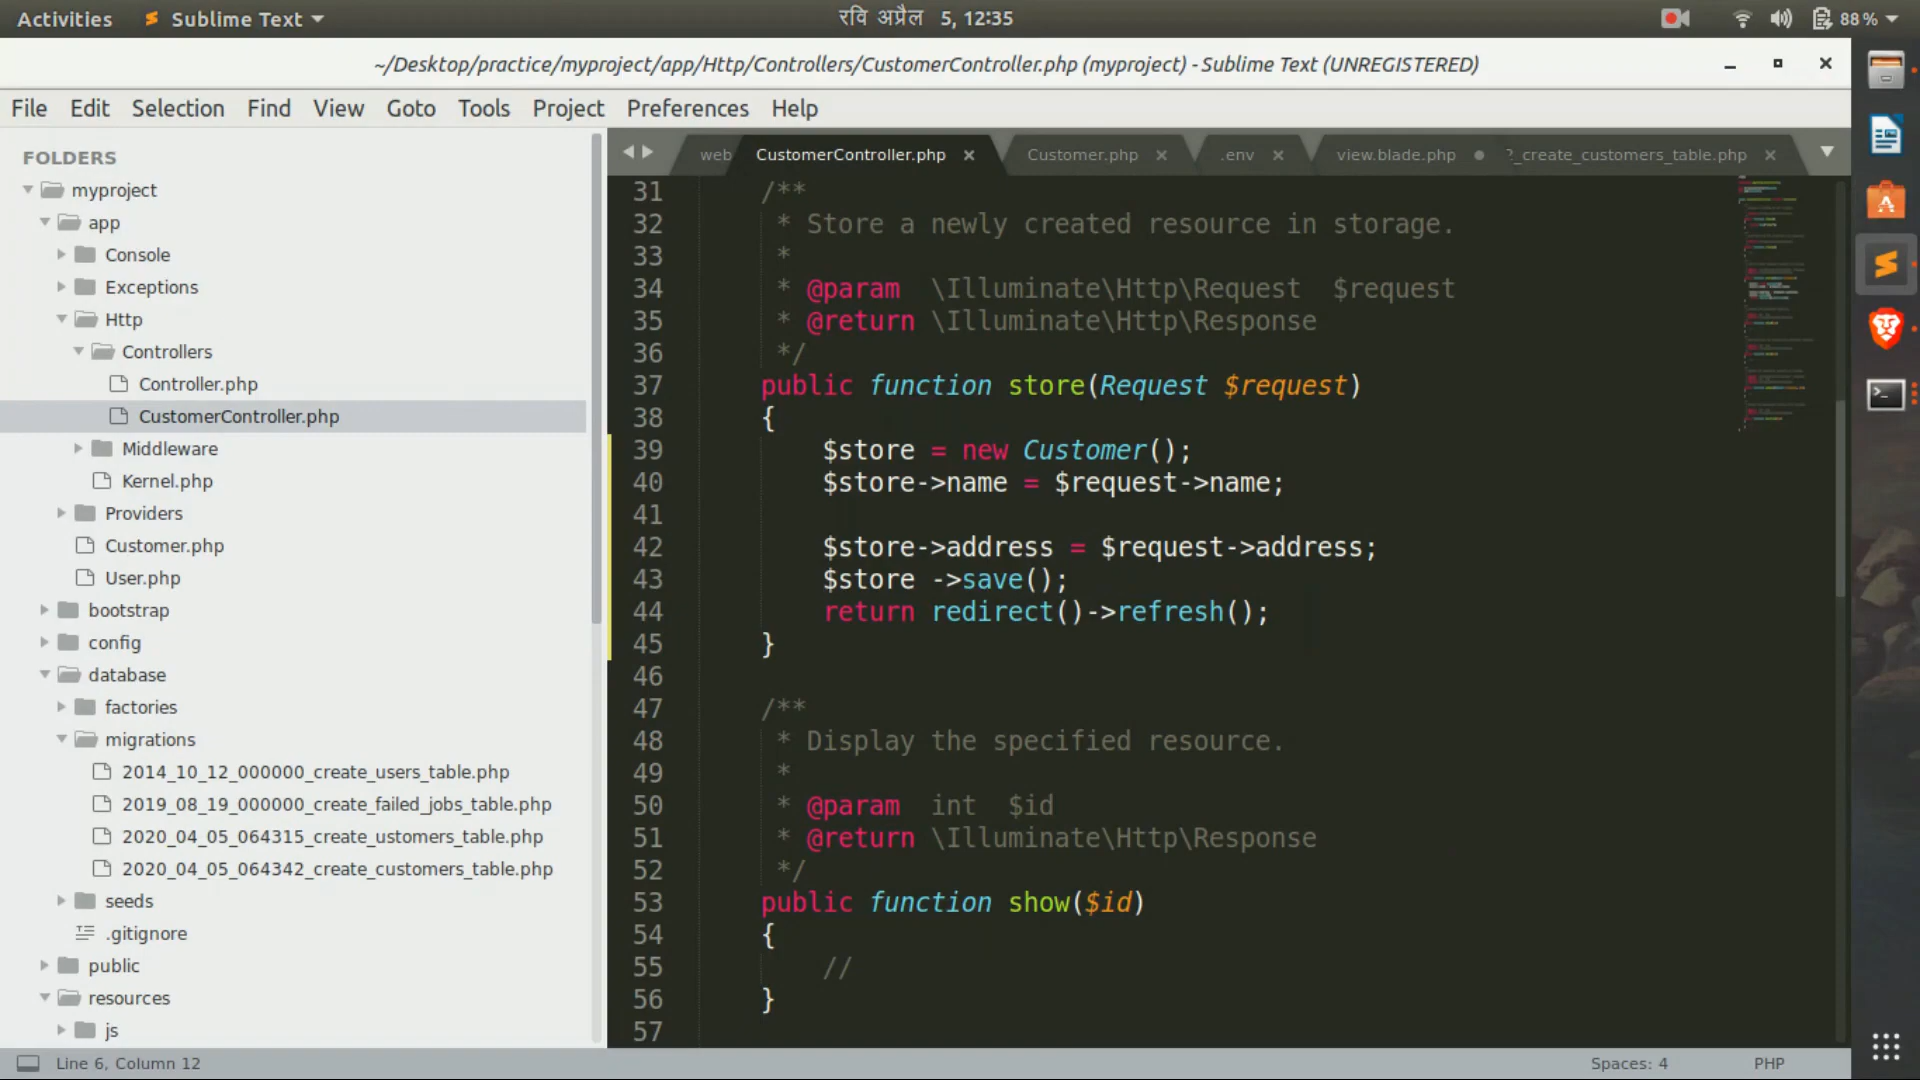 Activities
Sublime Text
रवि अप्रैल 5, 12:35
88 %
~/Desktop/practice/myproject/app/Http/Controllers/CustomerController.php (myproject) - Sublime Text (UNREGISTERED)
File Edit Selection Find View Goto Tools Project Preferences Help
FOLDERS
myproject
app
Console
Exceptions
Http
Controllers
Controller.php
CustomerController.php
Middleware
Kernel.php
Providers
Customer.php
User.php
bootstrap
config
database
factories
migrations
2014_10_12_000000_create_users_table.php
2019_08_19_000000_create_failed_jobs_table.php
2020_04_05_064315_create_ustomers_table.php
2020_04_05_064342_create_customers_table.php
seeds
.gitignore
public
resources
js
web CustomerController.php Customer.php .env view.blade.php 2_create_customers_table.php
31 /**
32 * Store a newly created resource in storage.
33 *
34 * @param \Illuminate\Http\Request $request
35 * @return \Illuminate\Http\Response
36 */
37 public function store(Request $request)
38 {
39 $store = new Customer();
40 $store->name = $request->name;
41
42 $store->address = $request->address;
43 $store ->save();
44 return redirect()->refresh();
45 }
46
47 /**
48 * Display the specified resource.
49 *
50 * @param int $id
51 * @return \Illuminate\Http\Response
52 */
53 public function show($id)
54 {
55 //
56 }
57
Line 6, Column 12
Spaces: 4
PHP